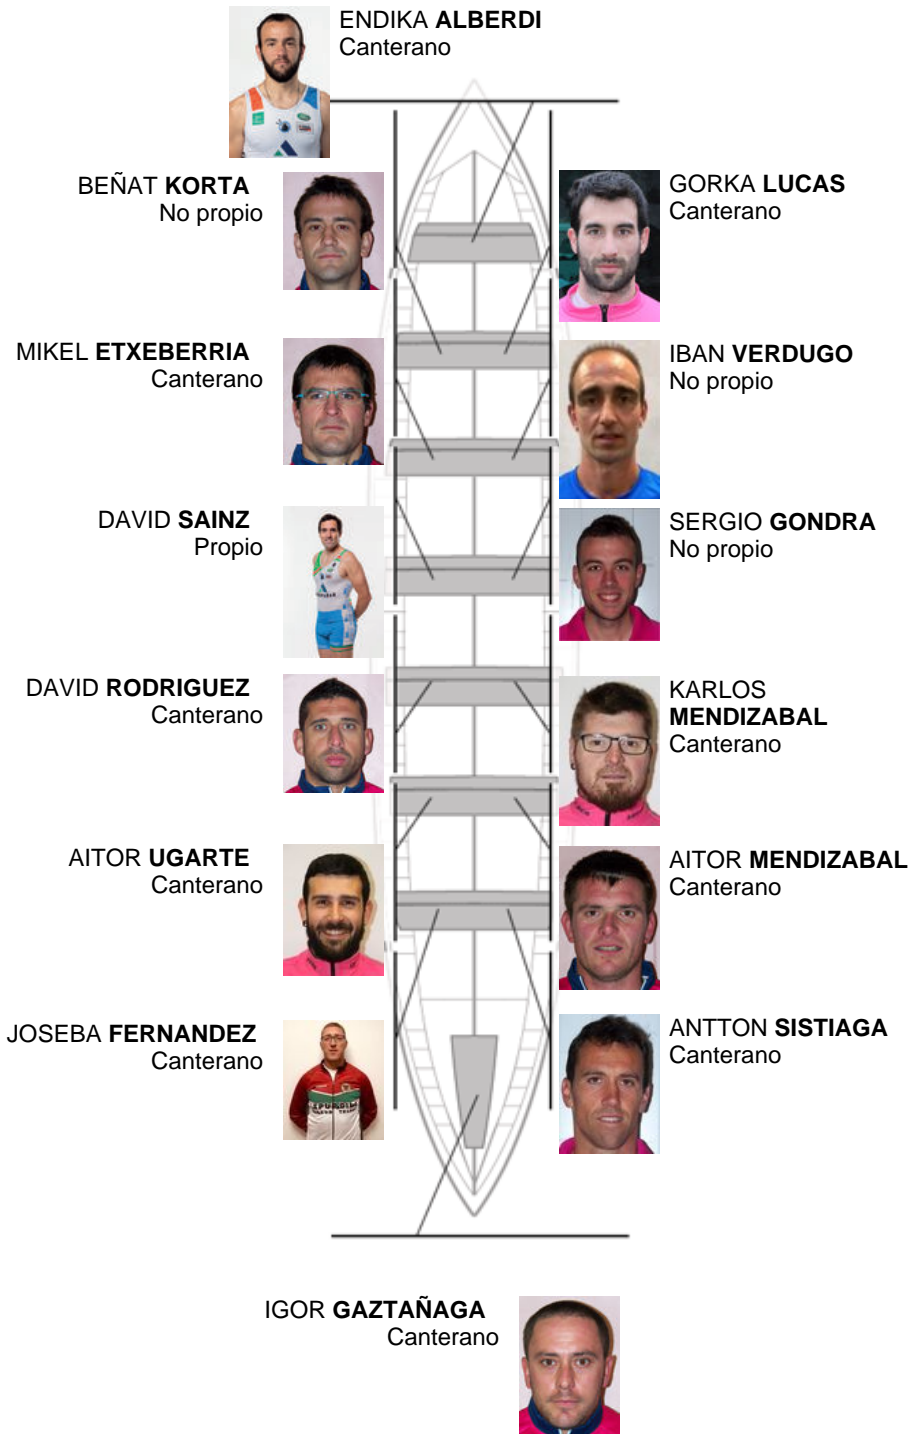 ENDIKA ALBERDI
Canterano
BEÑAT KORTA
No propio
GORKA LUCAS
Canterano
MIKEL ETXEBERRIA
Canterano
IBAN VERDUGO
No propio
DAVID SAINZ
Propio
SERGIO GONDRA
No propio
DAVID RODRIGUEZ
Canterano
KARLOS
MENDIZABAL
Canterano
AITOR UGARTE
Canterano
AITOR MENDIZABAL
Canterano
JOSEBA FERNANDEZ
Canterano
ANTTON SISTIAGA
Canterano
IGOR GAZTAÑAGA
Canterano